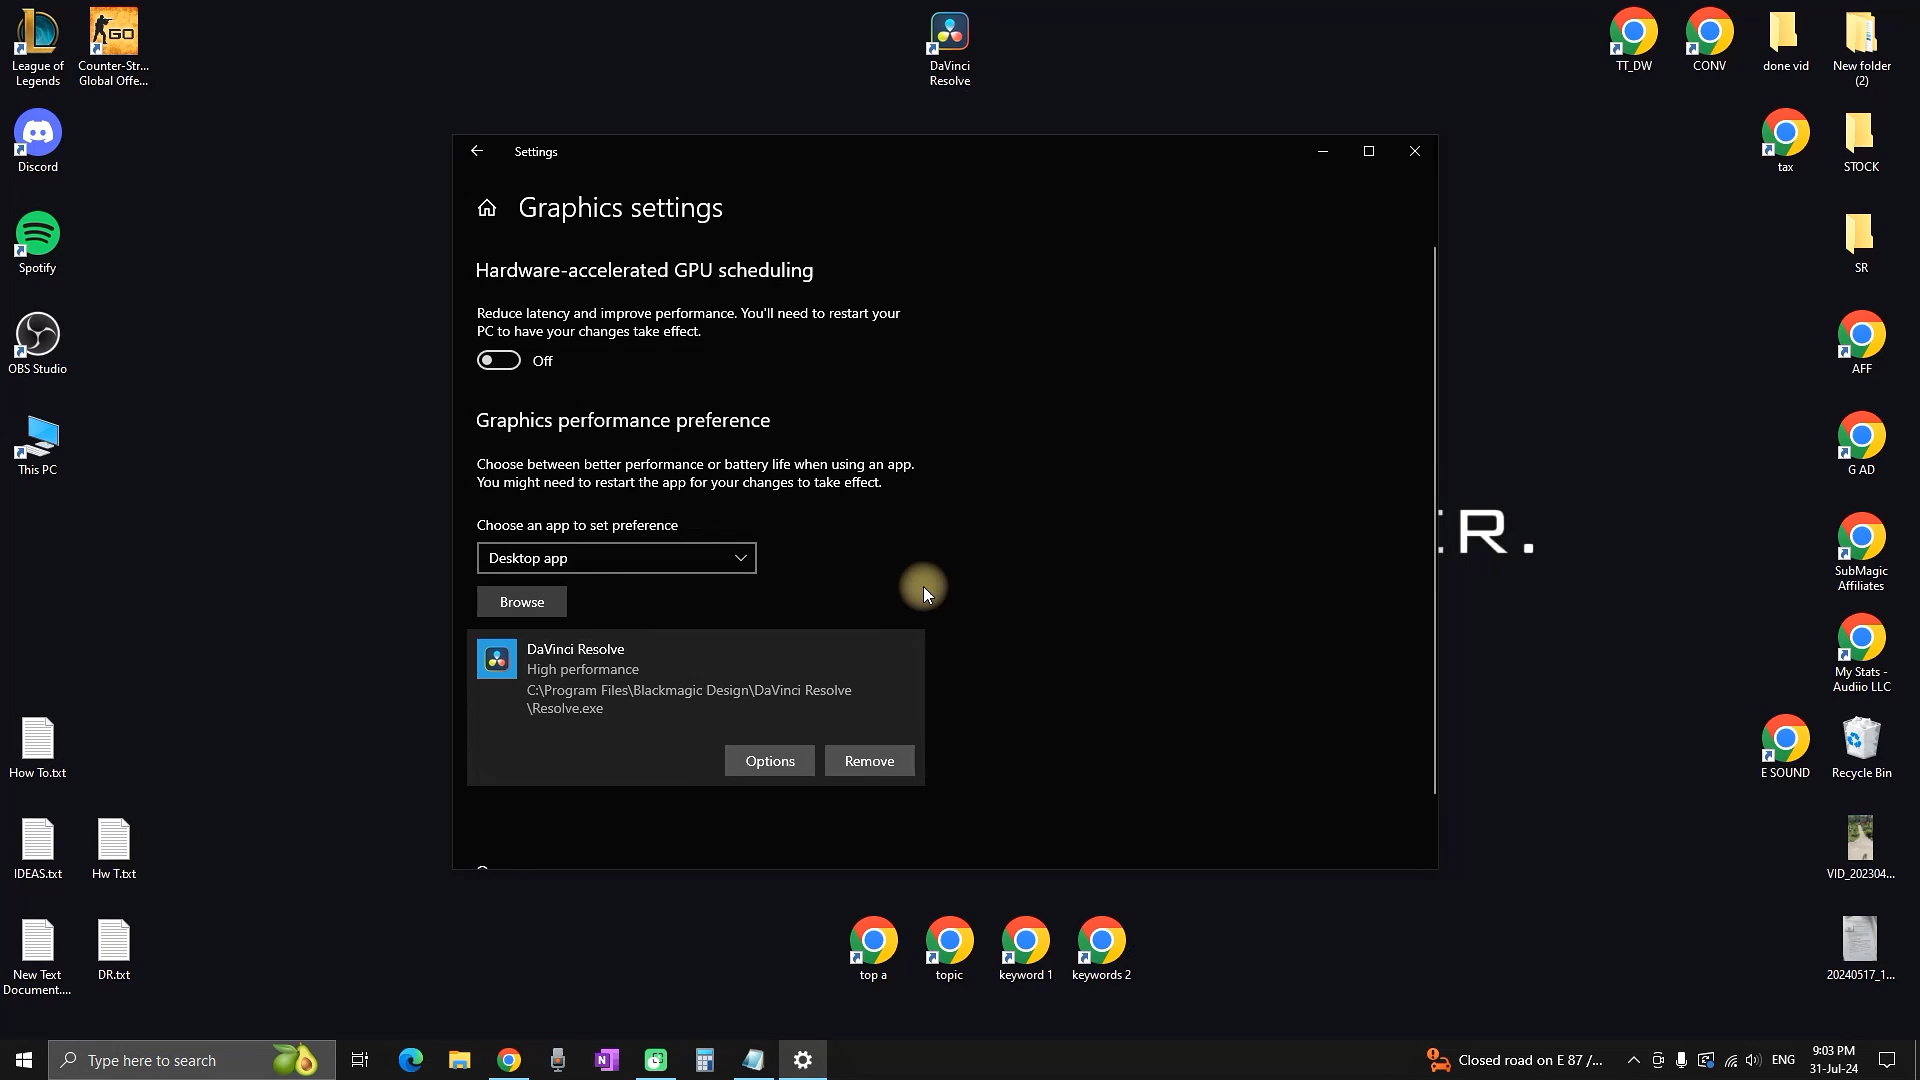 League of
Legends
Counter-Str...
Global Offe...
GO
DaVinci
Resolve
TT_DW
CONV
done vid
New folder
(2)
Discord
tax
STOCK
Spotify
SR
OBS Studio
AFF
This PC
G AD
SubMagic
Affiliates
My Stats -
Audiio LLC
How To.txt
E SOUND
Recycle Bin
IDEAS.txt
Hw T.txt
VID_202304...
New Text
Document....
DR.txt
20240517_1...
top a
topic
keyword 1
keywords 2
Settings
Graphics settings
Hardware-accelerated GPU scheduling
Reduce latency and improve performance. You'll need to restart your
PC to have your changes take effect.
Off
Graphics performance preference
Choose between better performance or battery life when using an app.
You might need to restart the app for your changes to take effect.
Choose an app to set preference
Desktop app
Browse
DaVinci Resolve
High performance
C:\Program Files\Blackmagic Design\DaVinci Resolve
\Resolve.exe
Options
Remove
R.
Type here to search
N
Closed road on E 87 /...
ENG
9:03 PM
31-Jul-24